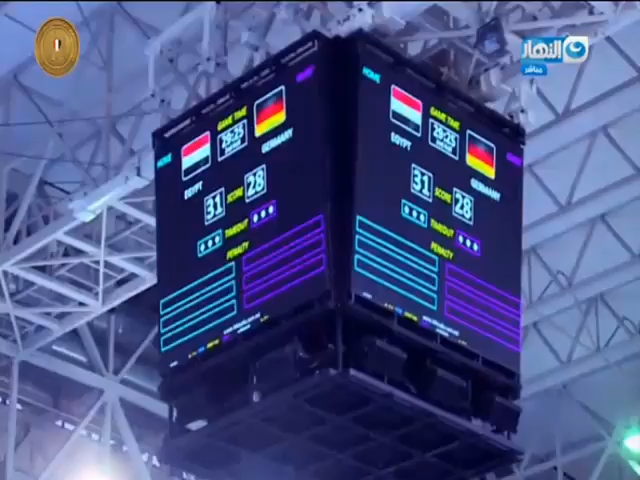 النهار
مباشر
HOME
GAME TIME
29:25
EGYPT
GERMANY
31
SCORE
28
TIMEOUT
PENALTY
HOME
GAME TIME
29:25
EGYPT
GERMANY
31
SCORE
28
TIMEOUT
PENALTY